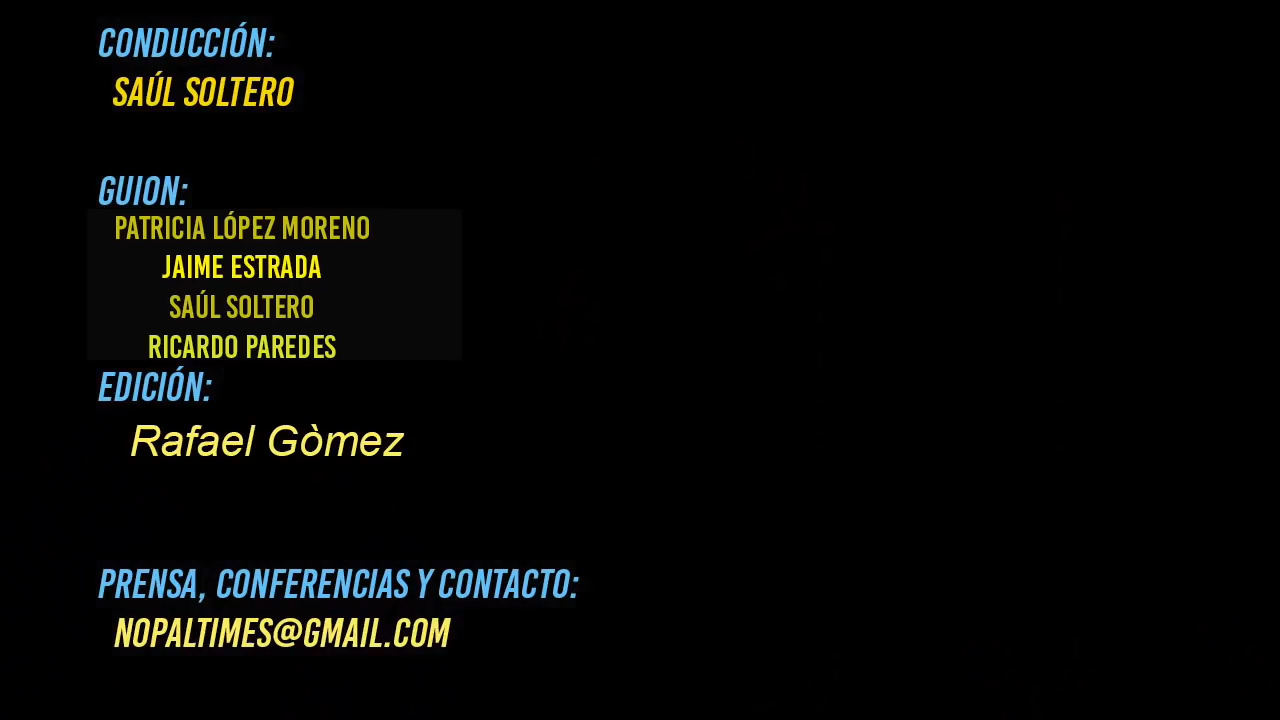 CONDUCCIÓN:
SAÚL SOLTERO
GUION:
PATRICIA LÓPEZ MORENO
JAIME ESTRADA
SAÚL SOLTERO
RICARDO PAREDES
EDICIÓN:
Rafael Gòmez
PRENSA, CONFERENCIAS Y CONTACTO:
NOPALTIMES@GMAIL.COM